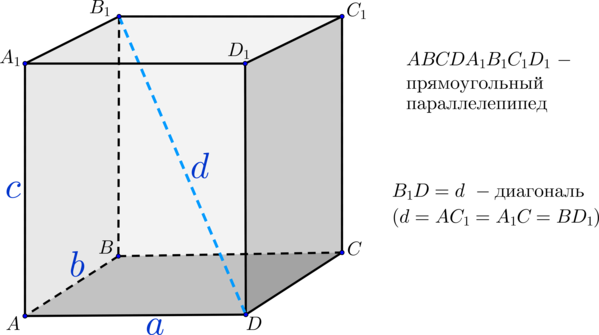 B₁
C₁
A₁
D₁
ABCDA₁B₁C₁D₁ −
прямоугольный
параллелепипед
d
c
B₁D = d − диагональ
(d = AC₁ = A₁C = BD₁)
B
C
b
A
a
D